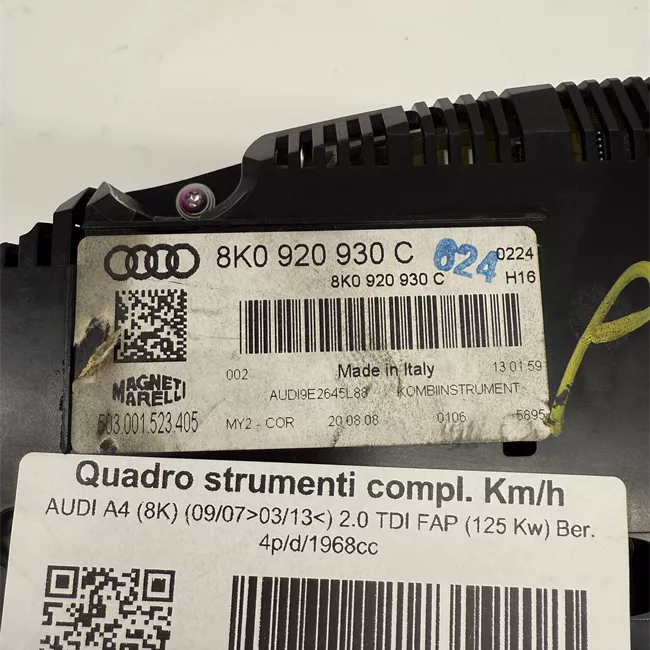 8K0 920 930 C 024 0224
8K0 920 930 C H16
002 Made in Italy 13:01:59
AUDI9E2645L88 KOMBIINSTRUMENT
MAGNETI
MARELLI
503.001.523.405
MY2 - COR 20.08.08 0106 5895
Quadro strumenti compl. Km/h
AUDI A4 (8K) (09/07>03/13<) 2.0 TDI FAP (125 Kw) Ber.
4p/d/1968cc